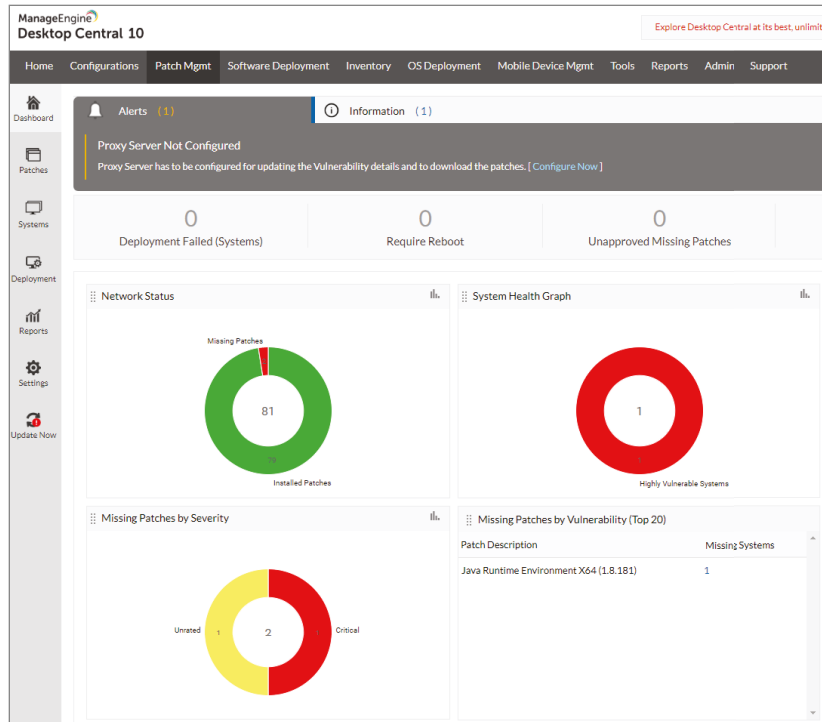 ManageEngine
Desktop Central 10
Explore Desktop Central at its best, unlimit
Home Configurations Patch Mgmt Software Deployment Inventory OS Deployment Mobile Device Mgmt Tools Reports Admin Support
Dashboard
Patches
Systems
Deployment
Reports
Settings
Update Now
Alerts (1)
Information (1)
Proxy Server Not Configured
Proxy Server has to be configured for updating the Vulnerability details and to download the patches. [ Configure Now ]
0
Deployment Failed (Systems)
0
Require Reboot
0
Unapproved Missing Patches
Network Status
Missing Patches
81
Installed Patches
System Health Graph
1
Highly Vulnerable Systems
Missing Patches by Severity
Unrated
1
2
1
Critical
Missing Patches by Vulnerability (Top 20)
Patch Description Missing Systems
Java Runtime Environment X64 (1.8.181) 1